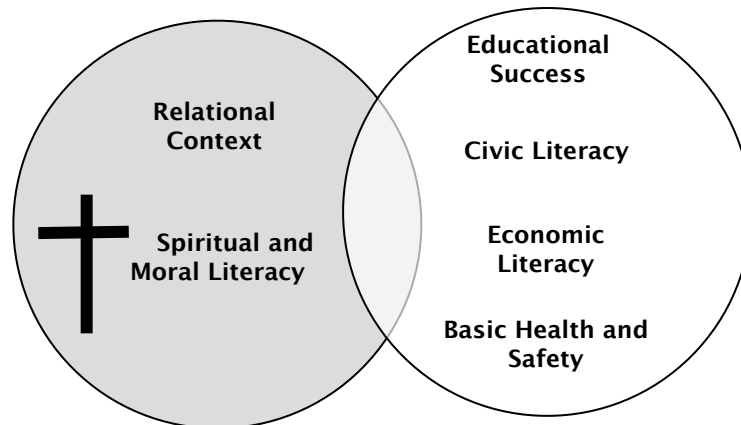 Relational
Context
Spiritual and
Moral Literacy
Educational
Success
Civic Literacy
Economic
Literacy
Basic Health and
Safety